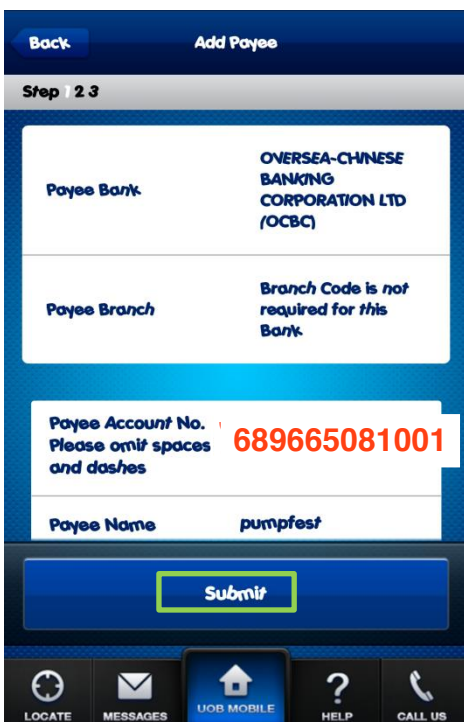 Back
Add Payee
Step 1 2 3
Payee Bank
OVERSEA-CHINESE
BANKING
CORPORATION LTD
(OCBC)
Payee Branch
Branch Code is not
required for this
Bank
Payee Account No.
Please omit spaces
and dashes
689665081001
Payee Name
pumpfest
Submit
LOCATE
MESSAGES
UOB MOBILE
HELP
CALL US